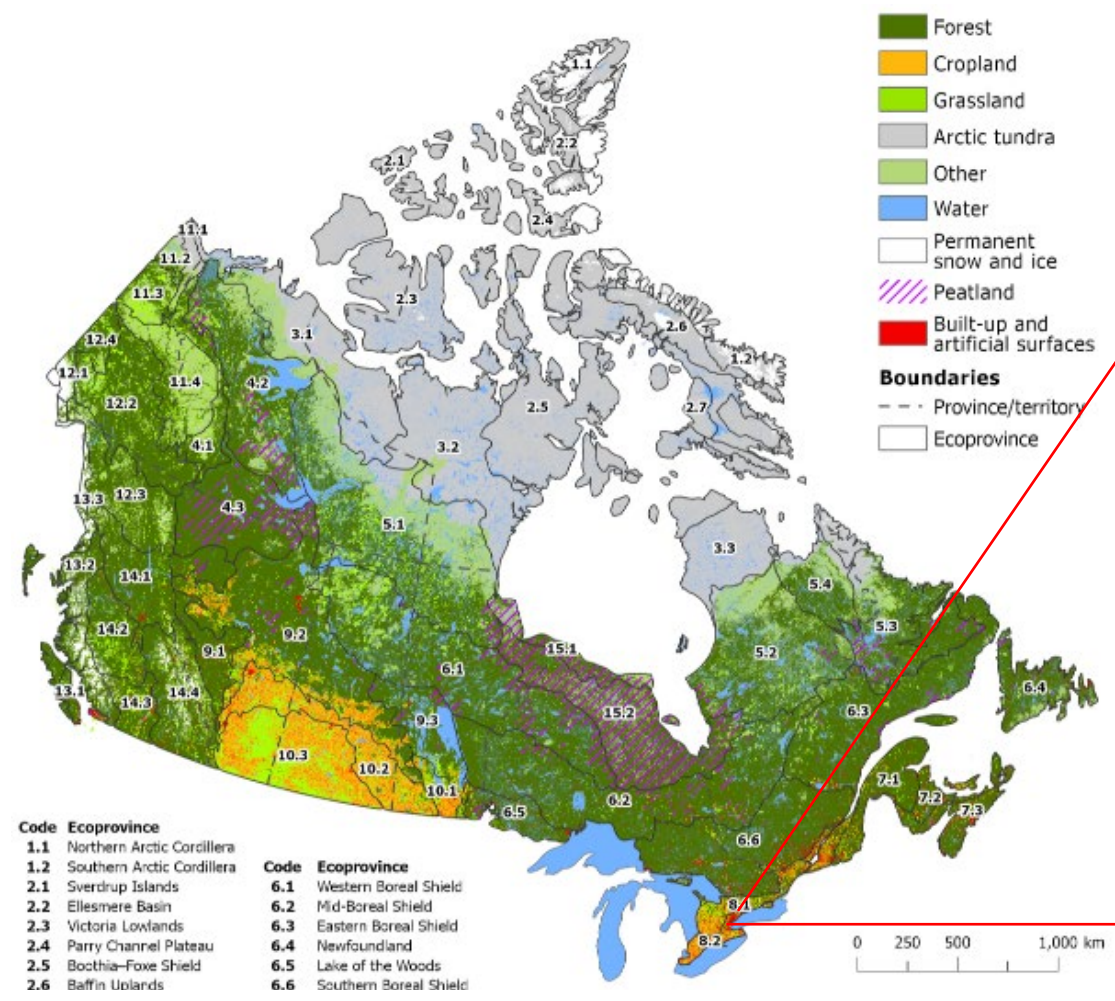 Forest
Cropland
Grassland
Arctic tundra
Other
Water
Permanent
snow and ice
Peatland
Built-up and
artificial surfaces
Boundaries
Province/territory
Ecoprovince
1.1
2.2
2.1
2.4
11.1
11.2
11.3
2.3
2.6
3.1
1.2
12.4
12.1
11.4
4.2
12.2
2.5
2.7
3.2
4.1
13.3
12.3
4.3
5.1
3.3
13.2
14.1
5.4
5.3
14.2
9.2
9.1
15.1
5.2
6.1
13.1
14.3
14.4
6.4
15.2
6.3
9.3
10.3
10.2
10.1
7.1
7.2
7.3
6.2
6.5
6.6
8.1
8.2
0 250 500 1,000 km
Code Ecoprovince
1.1 Northern Arctic Cordillera
1.2 Southern Arctic Cordillera
2.1 Sverdrup Islands
2.2 Ellesmere Basin
2.3 Victoria Lowlands
2.4 Parry Channel Plateau
2.5 Boothia–Foxe Shield
2.6 Baffin Uplands
Code Ecoprovince
6.1 Western Boreal Shield
6.2 Mid-Boreal Shield
6.3 Eastern Boreal Shield
6.4 Newfoundland
6.5 Lake of the Woods
6.6 Southern Boreal Shield